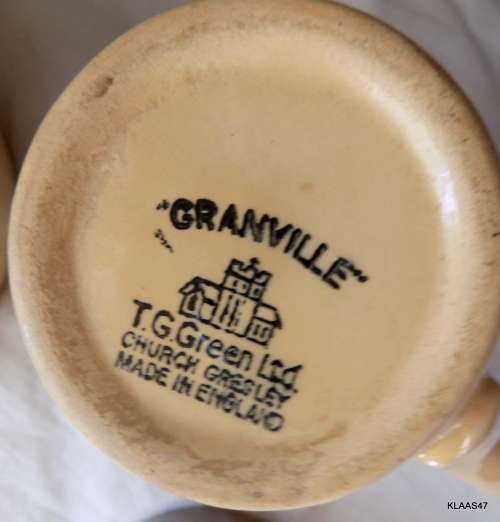 "GRANVILLE"
T.G.Green Ltd.
CHURCH GRESLEY
MADE IN ENGLAND
KLAAS47